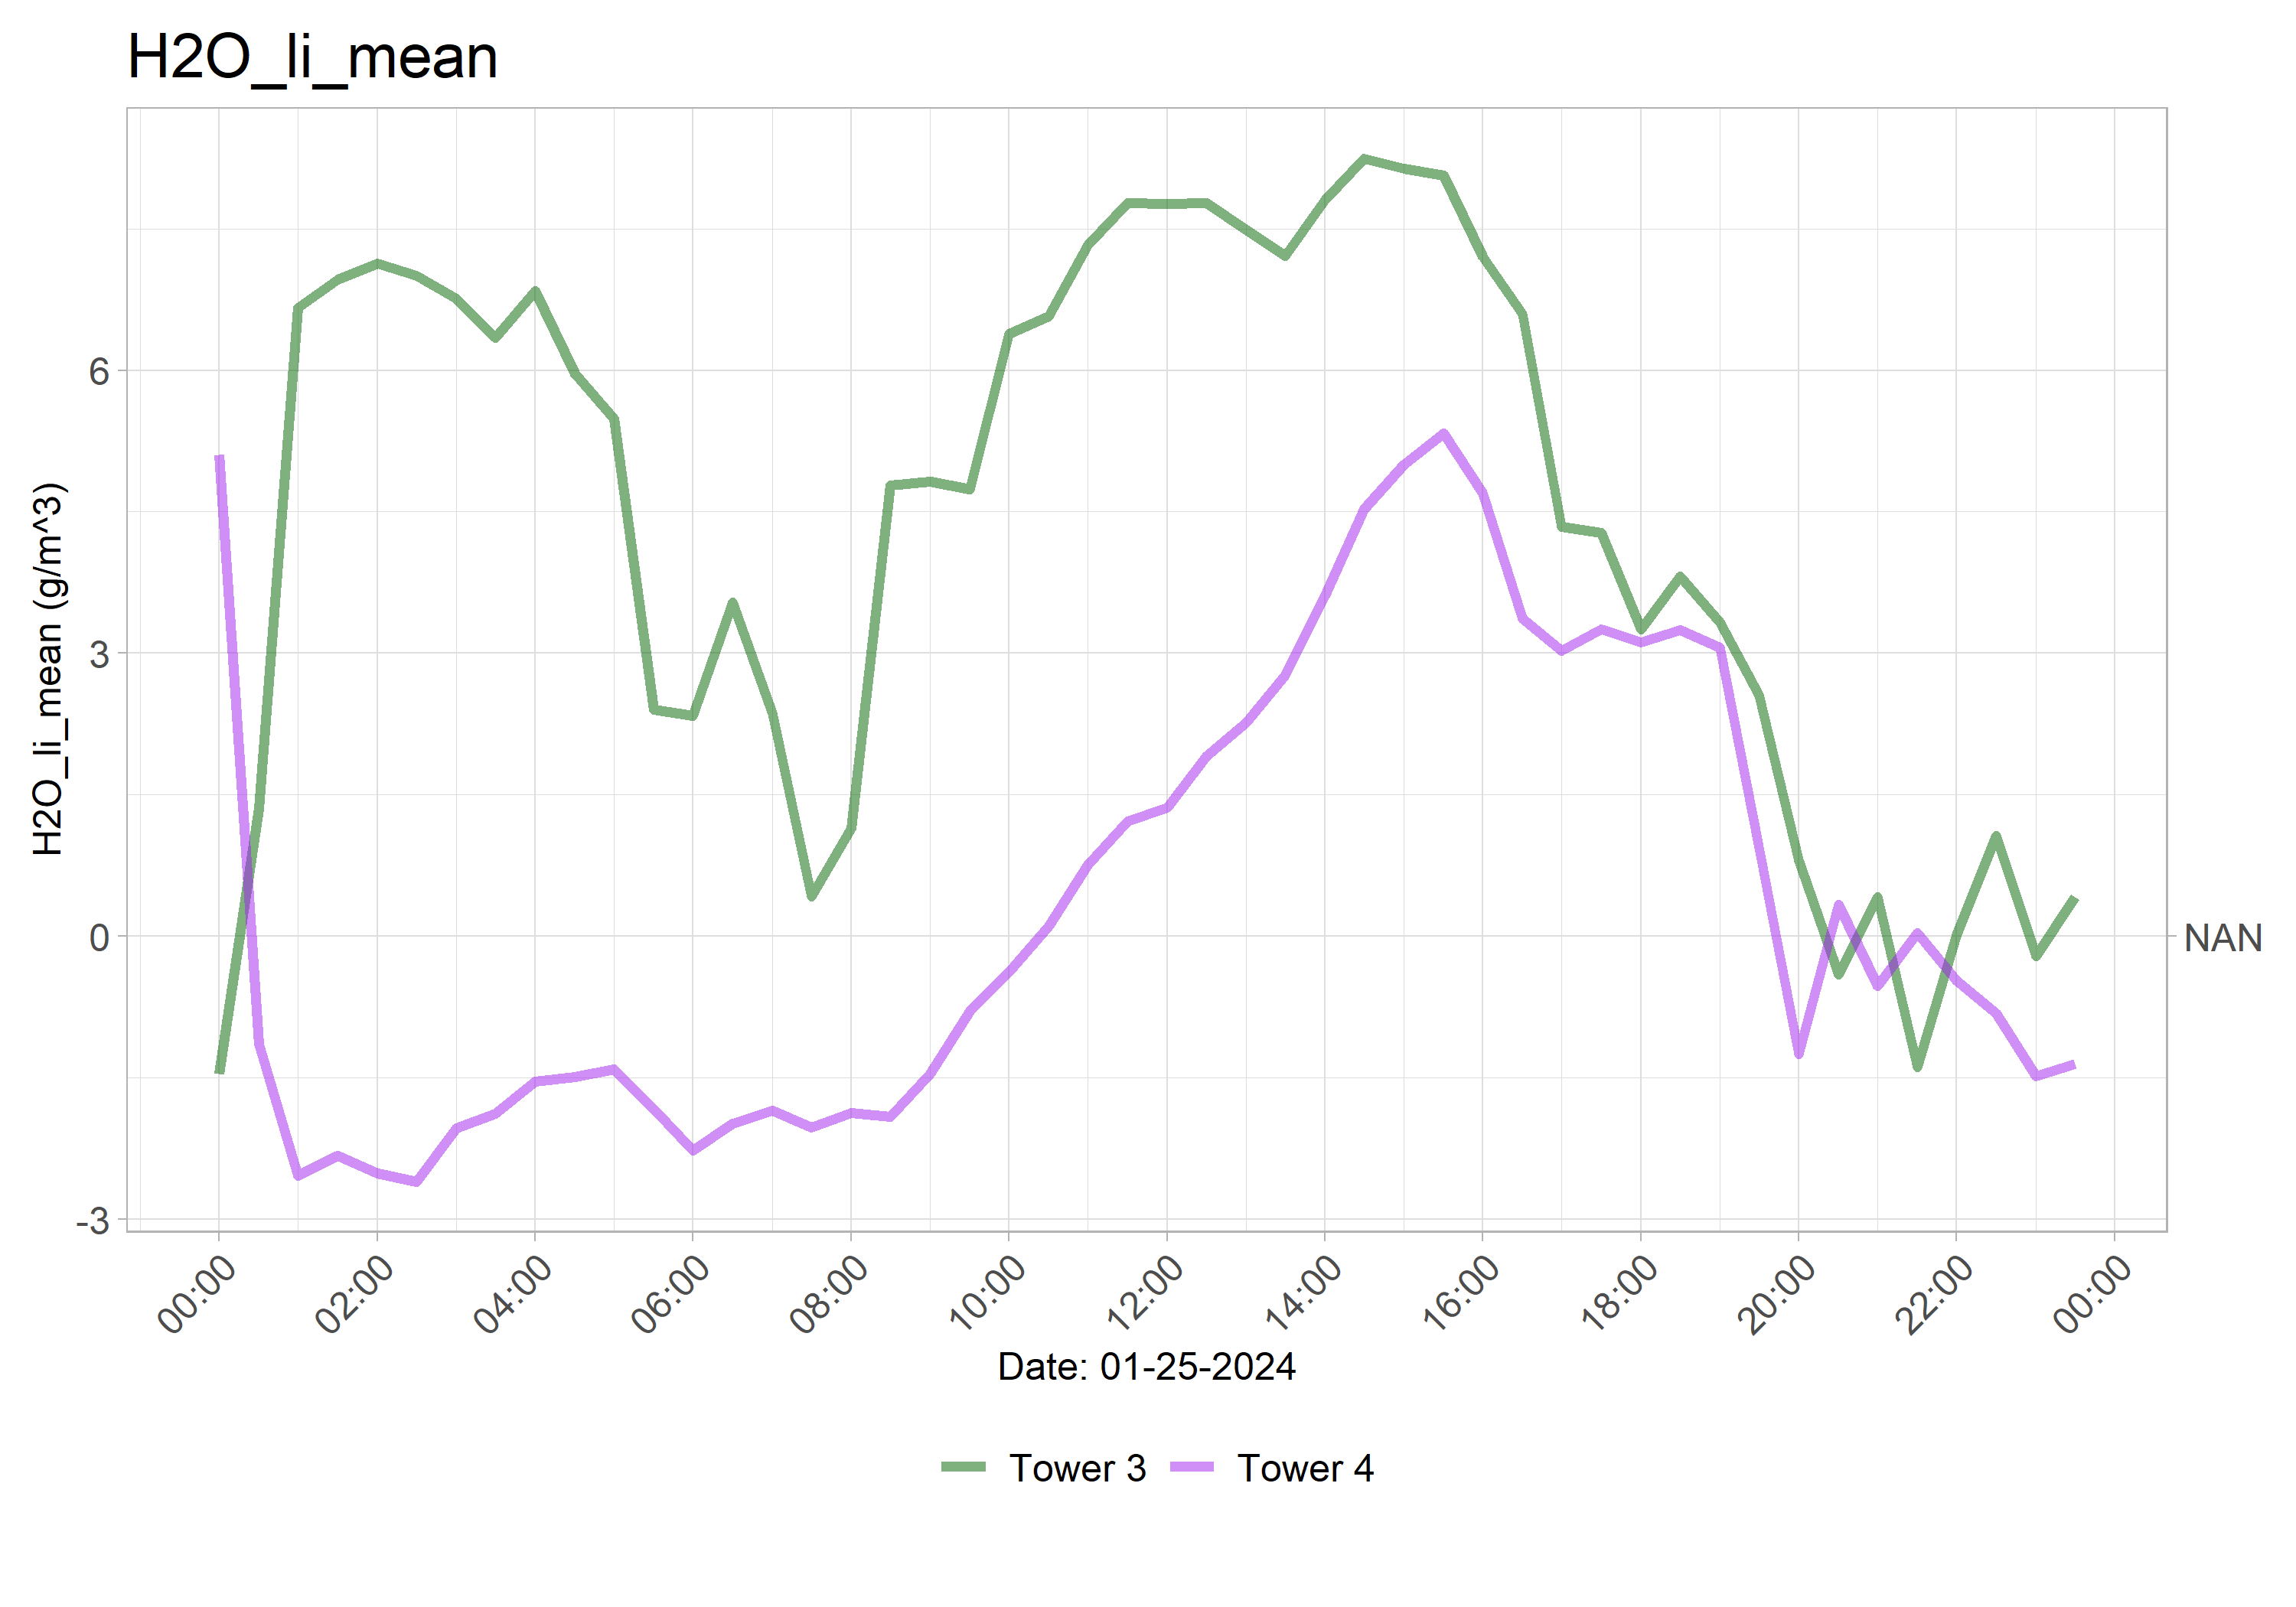 H2O_li_mean
H2O_li_mean (g/m^3)
6
3
0
-3
NAN
00:00 02:00 04:00 06:00 08:00 10:00 12:00 14:00 16:00 18:00 20:00 22:00 00:00
Date: 01-25-2024
Tower 3 Tower 4